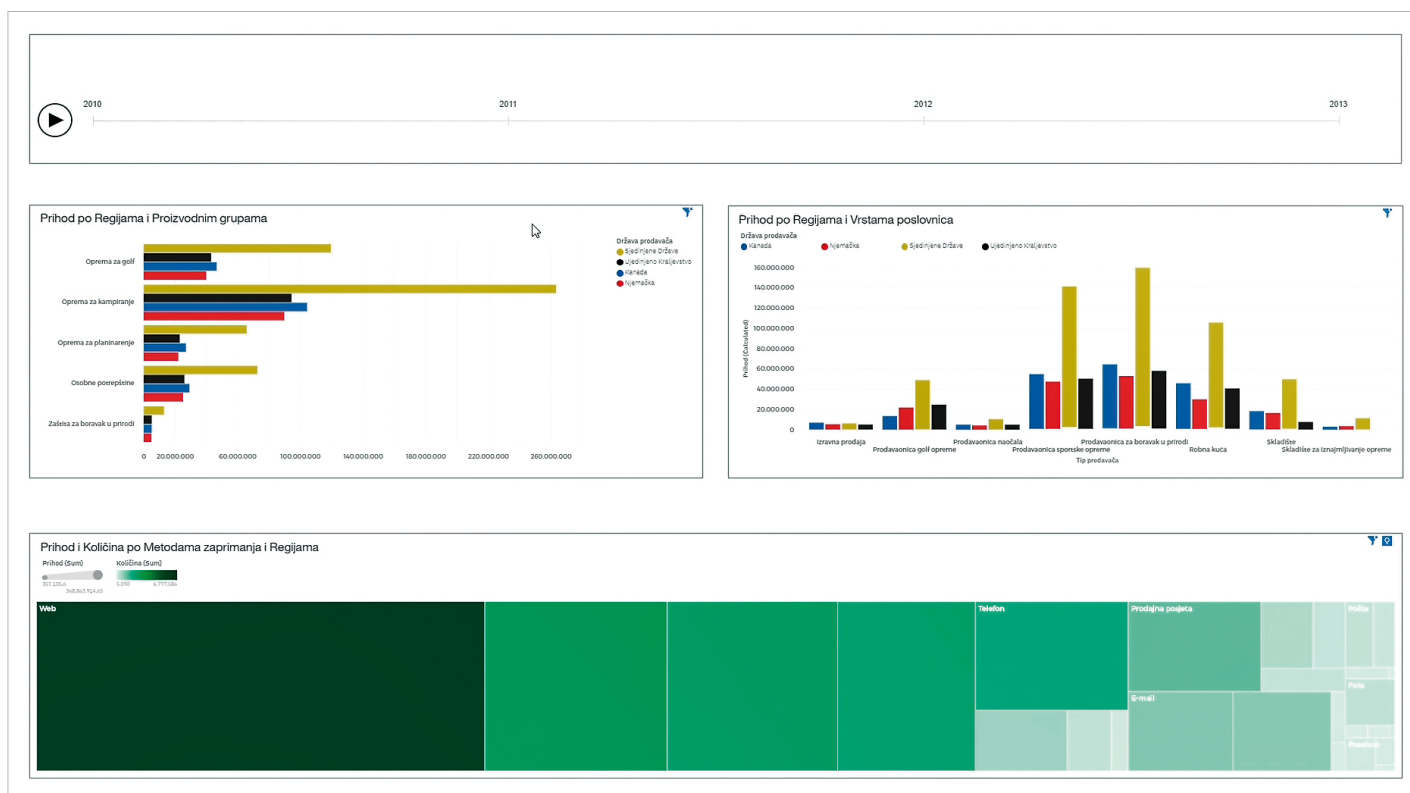 2010
2011
2012
2013
Prihod po Regijama i Proizvodnim grupama
Država prodavača
Sjedinjene Države
Ujedinjeno Kraljevstvo
Kanada
Njemačka
Oprema za golf
Oprema za kampiranje
Oprema za planinarenje
Osobne potrepštine
Zaštita za boravak u prirodi
0
20.000.000
60.000.000
100.000.000
140.000.000
180.000.000
220.000.000
260.000.000
Prihod po Regijama i Vrstama poslovnica
Država prodavača
Kanada
Njemačka
Sjedinjene Države
Ujedinjeno Kraljevstvo
Prihod (Calculated)
160.000.000
140.000.000
120.000.000
100.000.000
80.000.000
60.000.000
40.000.000
20.000.000
0
Izravna prodaja
Prodavaonica golf opreme
Prodavaonica naočala
Prodavaonica sportske opreme
Prodavaonica za boravak u prirodi
Robna kuća
Skladište
Skladište za iznajmljivanje opreme
Tip prodavača
Prihod i Količina po Metodama zaprimanja i Regijama
Prihod (Sum)
Količina (Sum)
Web
Telefon
Prodajna posjeta
E-mail
Pošta